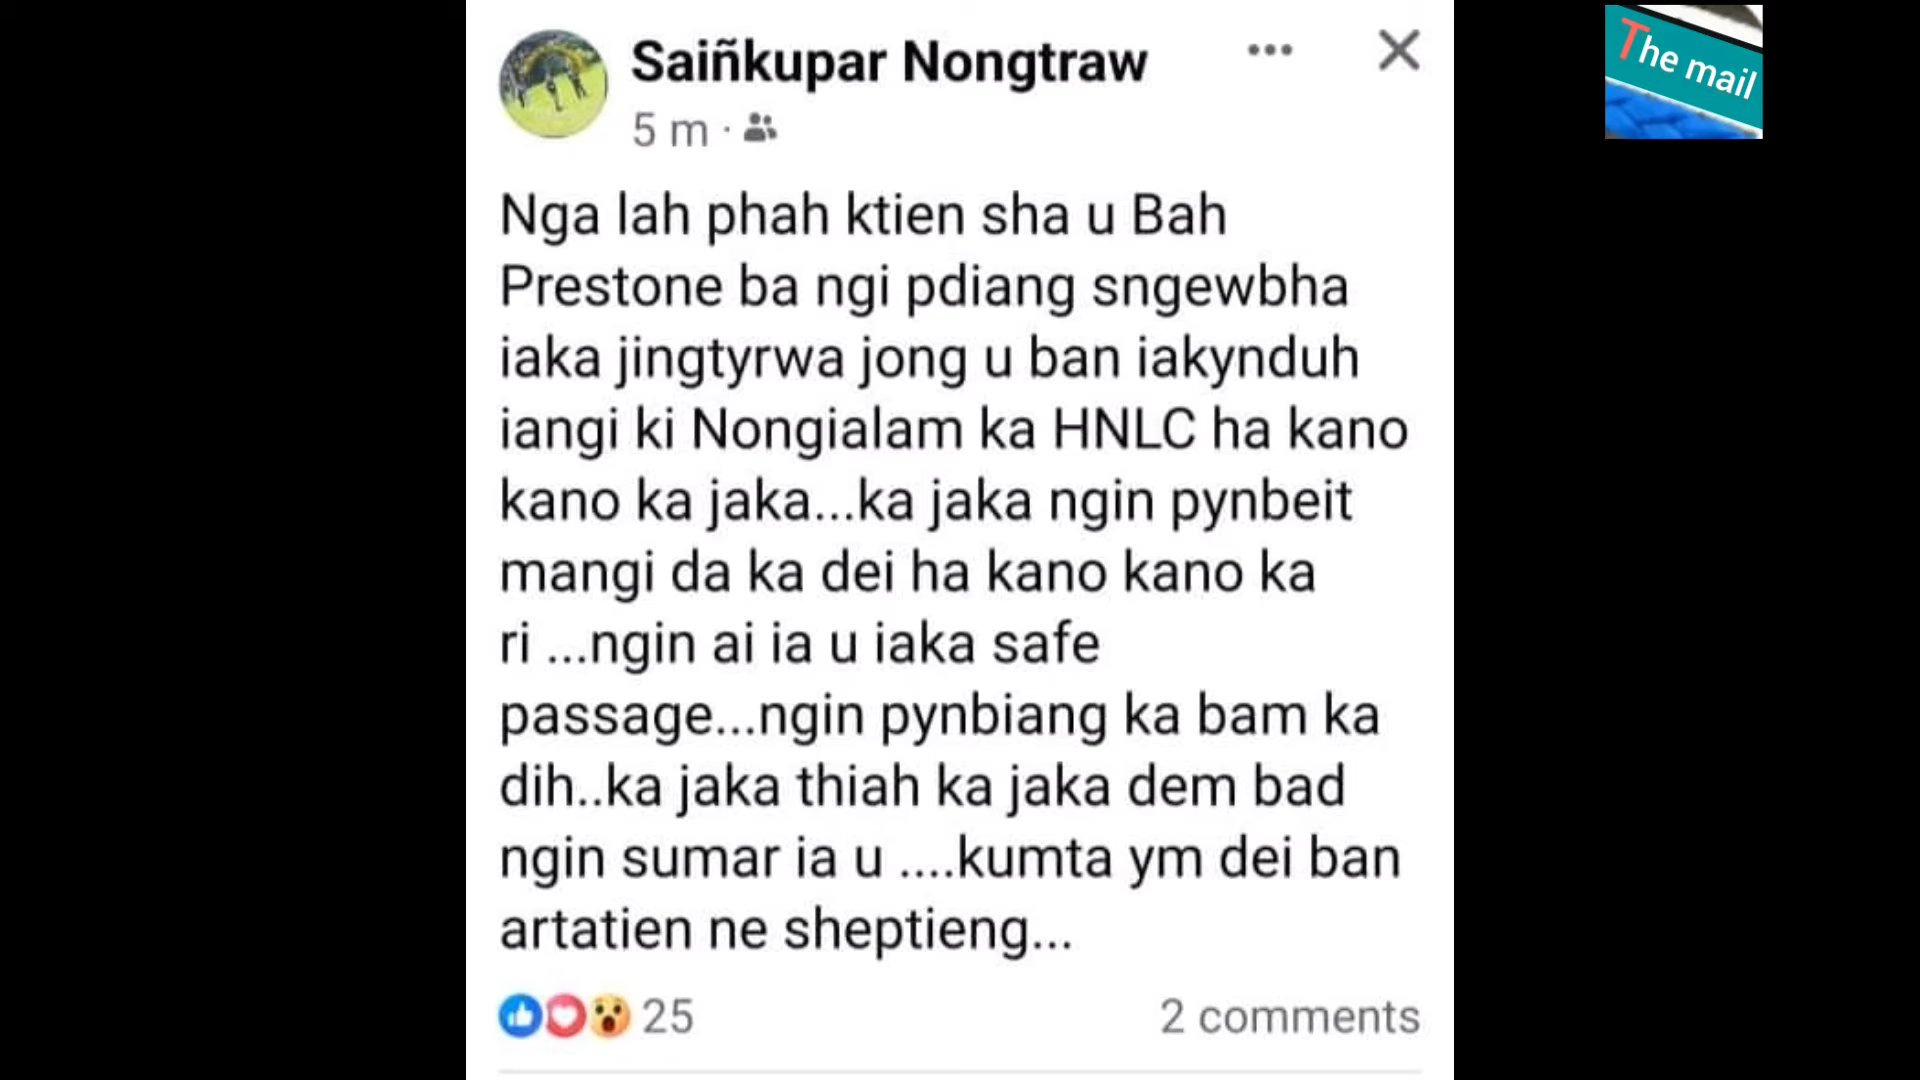 Saiñkupar Nongtraw
5 m ·
The mail
Nga lah phah ktien sha u Bah
Prestone ba ngi pdiang sngewbha
iaka jingtyrwa jong u ban iakynduh
iangi ki Nongialam ka HNLC ha kano
kano ka jaka...ka jaka ngin pynbeit
mangi da ka dei ha kano kano ka
ri ...ngin ai ia u iaka safe
passage...ngin pynbiang ka bam ka
dih..ka jaka thiah ka jaka dem bad
ngin sumar ia u ....kumta ym dei ban
artatien ne sheptieng...
25
2 comments